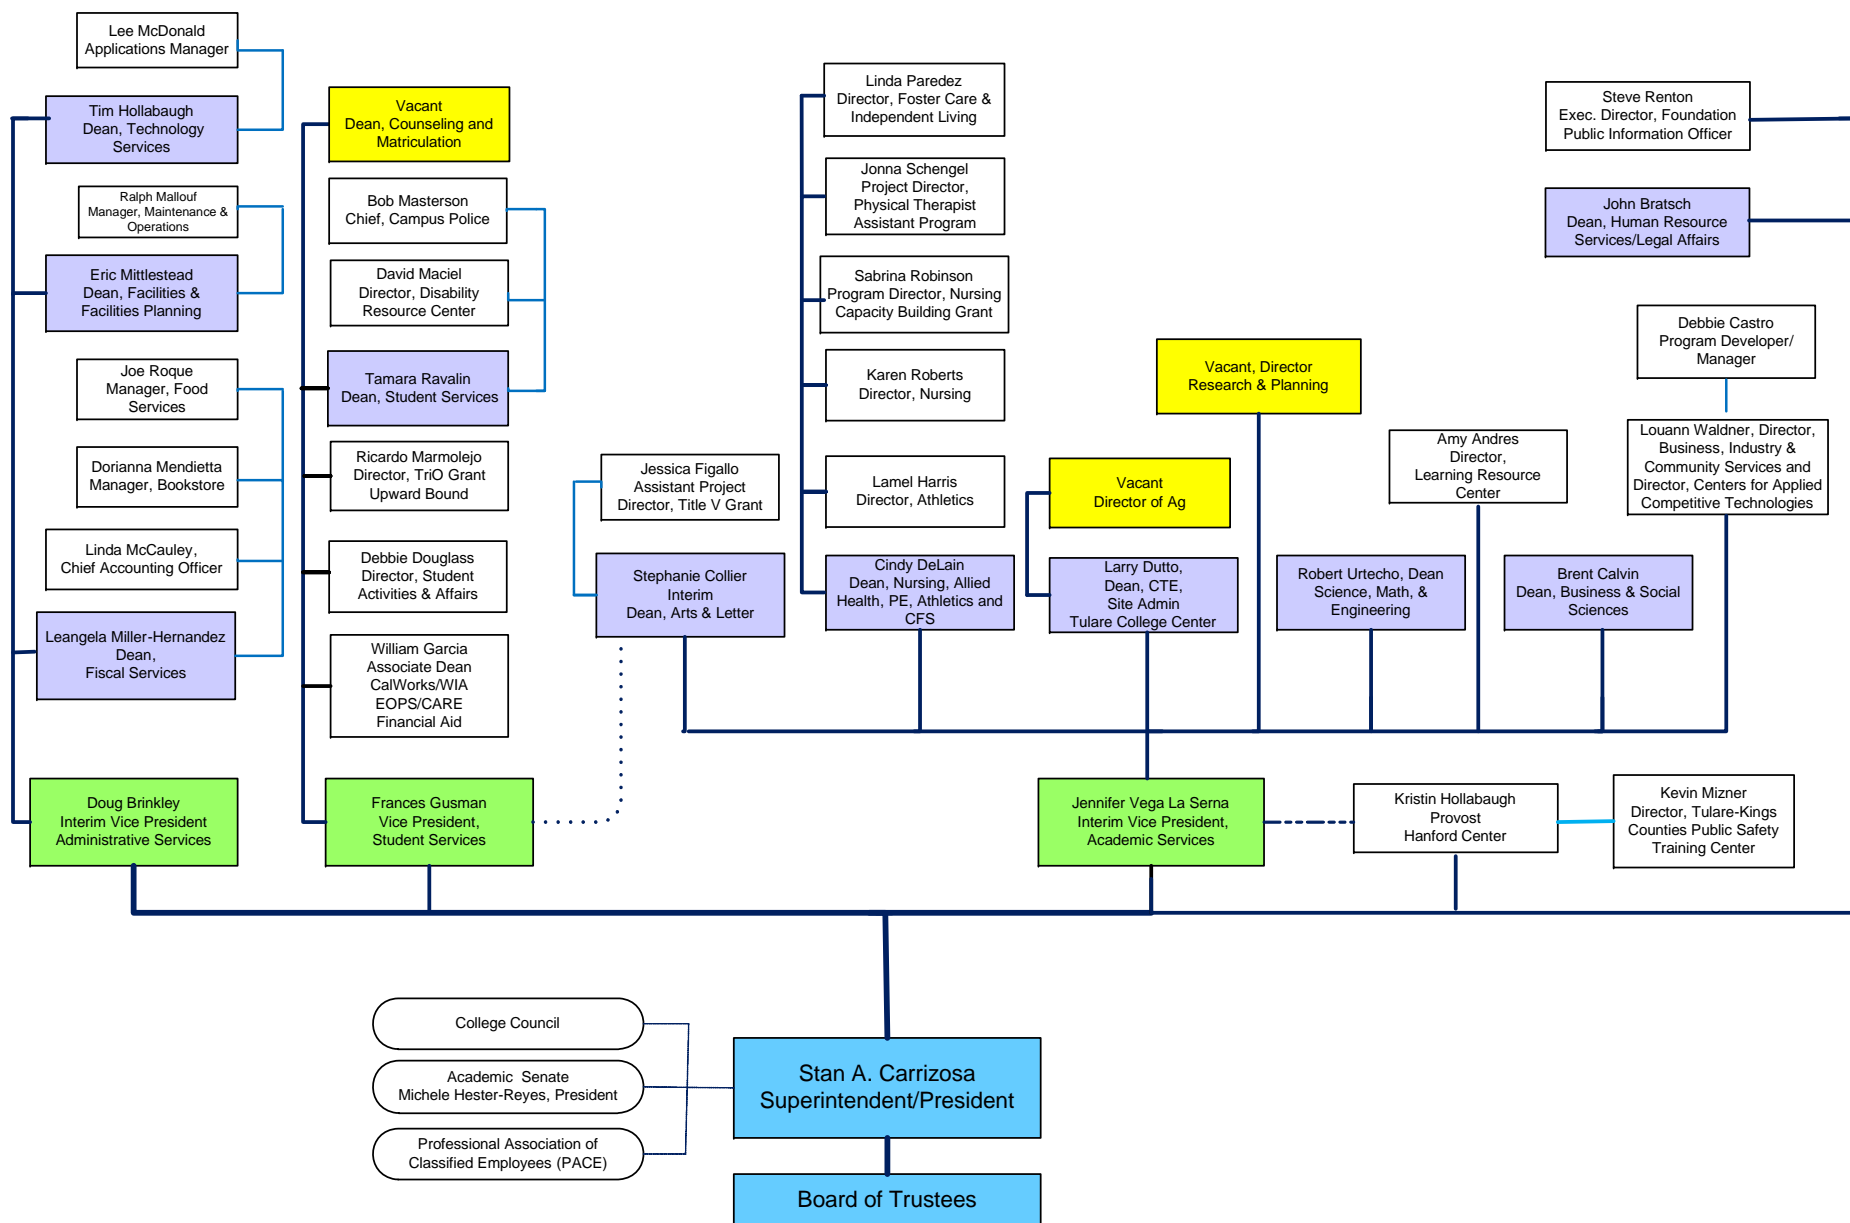 Lee McDonald
Applications Manager
Tim Hollabaugh
Dean, Technology
Services
Ralph Mallouf
Manager, Maintenance &
Operations
Eric Mittlestead
Dean, Facilities &
Facilities Planning
Joe Roque
Manager, Food
Services
Dorianna Mendietta
Manager, Bookstore
Linda McCauley,
Chief Accounting Officer
Leangela Miller-Hernandez
Dean,
Fiscal Services
Doug Brinkley
Interim Vice President
Administrative Services
Vacant
Dean, Counseling and
Matriculation
Bob Masterson
Chief, Campus Police
David Maciel
Director, Disability
Resource Center
Tamara Ravalin
Dean, Student Services
Ricardo Marmolejo
Director, TriO Grant
Upward Bound
Debbie Douglass
Director, Student
Activities & Affairs
William Garcia
Associate Dean
CalWorks/WIA
EOPS/CARE
Financial Aid
Frances Gusman
Vice President,
Student Services
Jessica Figallo
Assistant Project
Director, Title V Grant
Stephanie Collier
Interim
Dean, Arts & Letter
Linda Paredez
Director, Foster Care &
Independent Living
Jonna Schengel
Project Director,
Physical Therapist
Assistant Program
Sabrina Robinson
Program Director, Nursing
Capacity Building Grant
Karen Roberts
Director, Nursing
Lamel Harris
Director, Athletics
Cindy DeLain
Dean, Nursing, Allied
Health, PE, Athletics and
CFS
Vacant
Director of Ag
Larry Dutto,
Dean, CTE,
Site Admin
Tulare College Center
Vacant, Director
Research & Planning
Robert Urtecho, Dean
Science, Math, &
Engineering
Amy Andres
Director,
Learning Resource
Center
Brent Calvin
Dean, Business & Social
Sciences
Steve Renton
Exec. Director, Foundation
Public Information Officer
John Bratsch
Dean, Human Resource
Services/Legal Affairs
Debbie Castro
Program Developer/
Manager
Louann Waldner, Director,
Business, Industry &
Community Services and
Director, Centers for Applied
Competitive Technologies
Jennifer Vega La Serna
Interim Vice President,
Academic Services
Kristin Hollabaugh
Provost
Hanford Center
Kevin Mizner
Director, Tulare-Kings
Counties Public Safety
Training Center
College Council
Academic Senate
Michele Hester-Reyes, President
Professional Association of
Classified Employees (PACE)
Stan A. Carrizosa
Superintendent/President
Board of Trustees